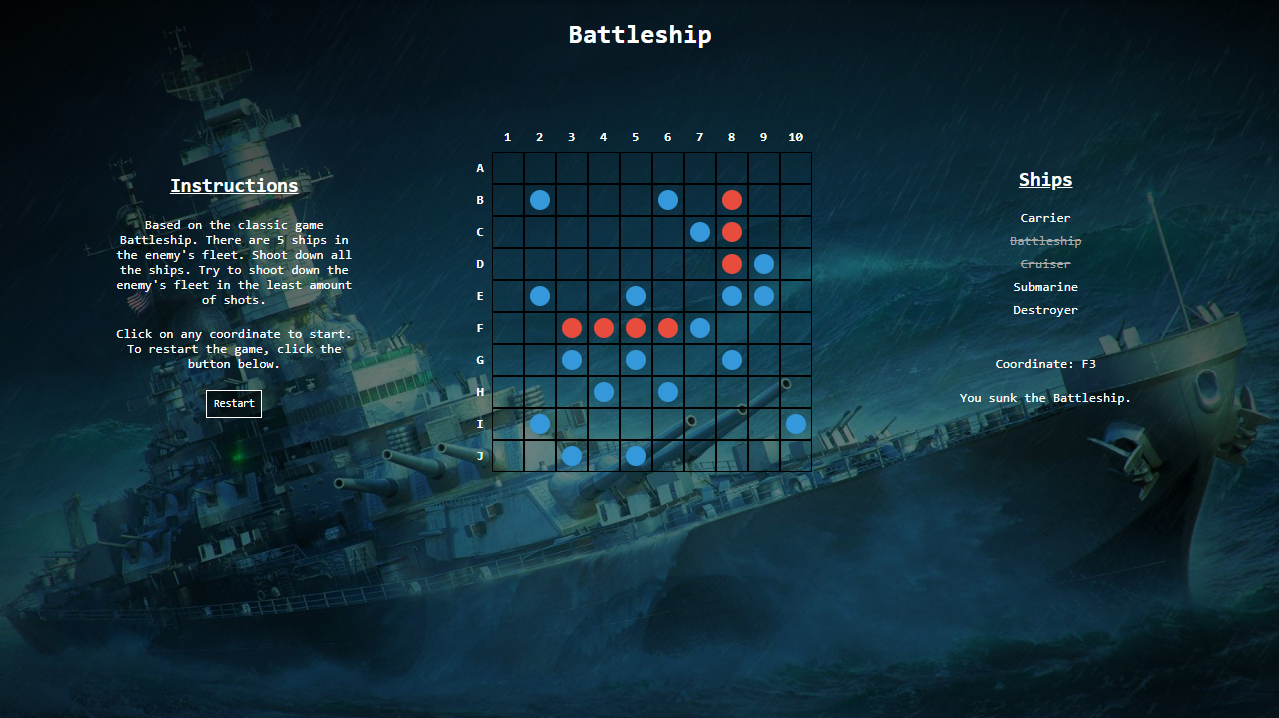 Battleship
1 2 3 4 5 6 7 8 9 10
A
B
C
D
E
F
G
H
I
J
Instructions
Based on the classic game
Battleship. There are 5 ships in
the enemy's fleet. Shoot down all
the ships. Try to shoot down the
enemy's fleet in the least amount
of shots.
Click on any coordinate to start.
To restart the game, click the
button below.
Restart
Ships
Carrier
Battleship
Cruiser
Submarine
Destroyer
Coordinate: F3
You sunk the Battleship.